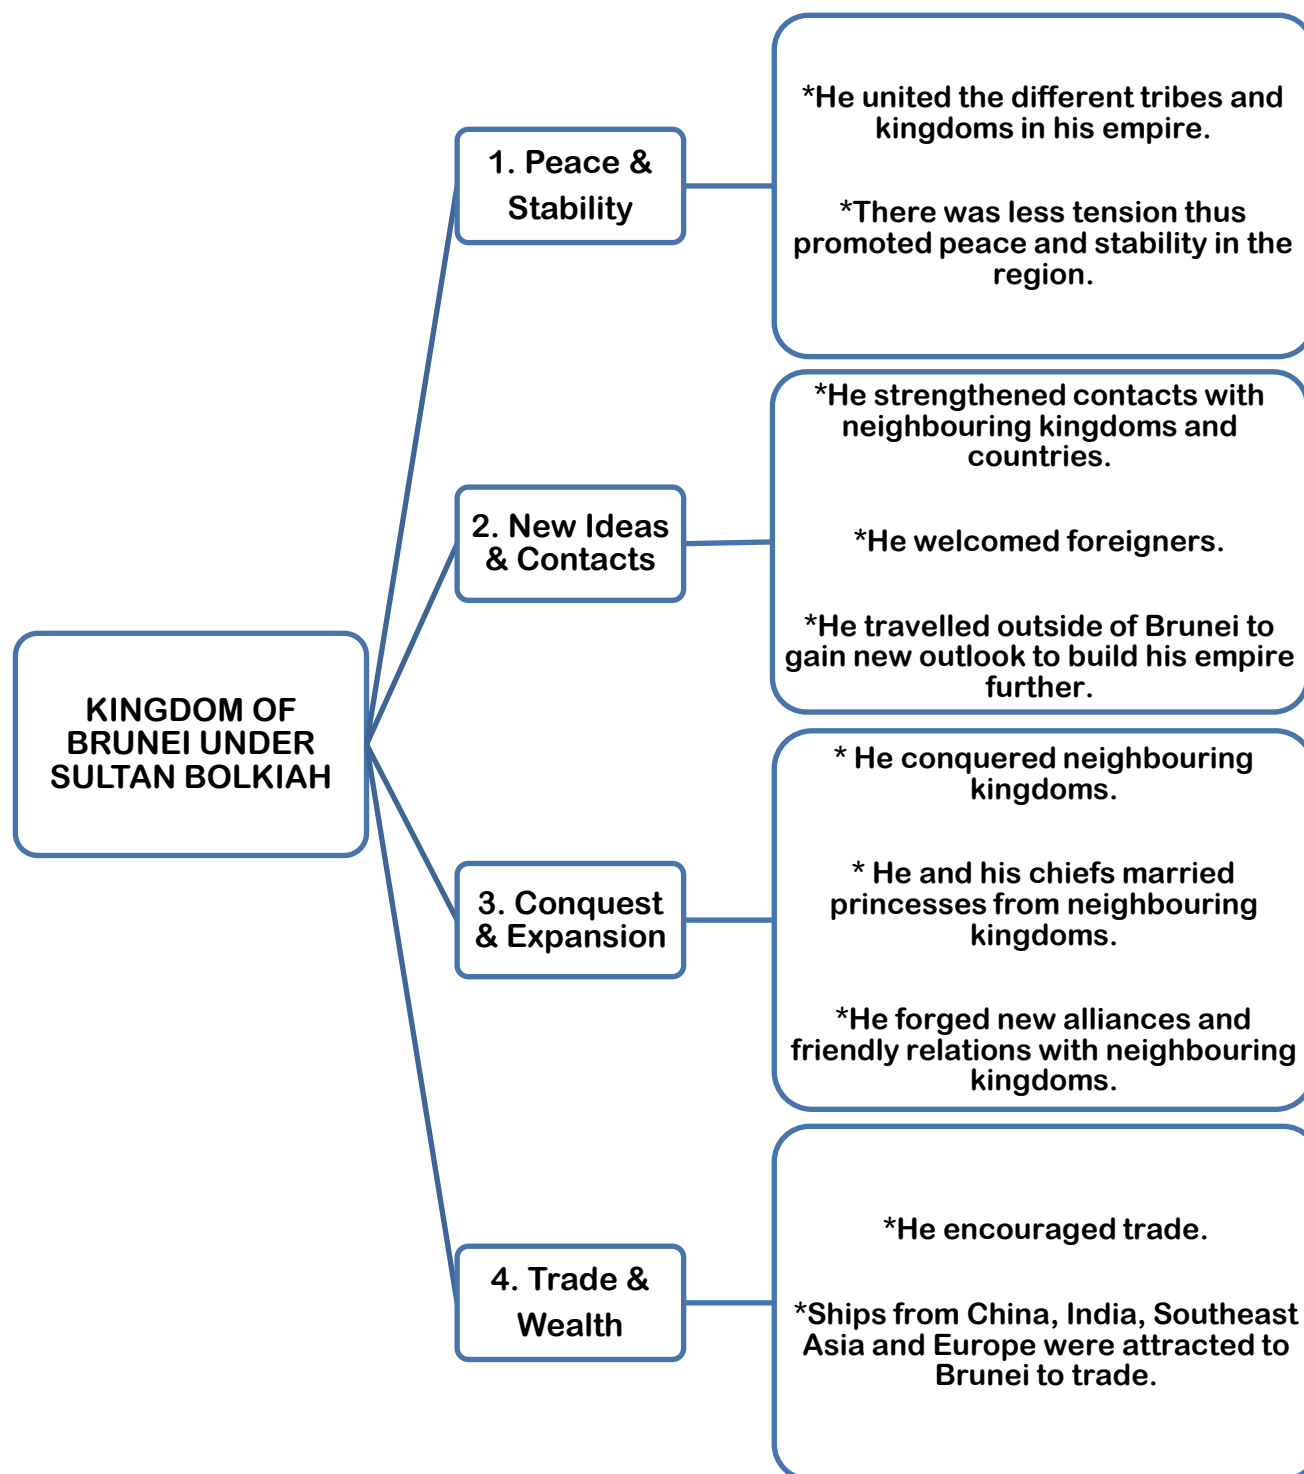 KINGDOM OF
BRUNEI UNDER
SULTAN BOLKIAH
1. Peace &
Stability
*He united the different tribes and
kingdoms in his empire.
*There was less tension thus
promoted peace and stability in the
region.
2. New Ideas
& Contacts
*He strengthened contacts with
neighbouring kingdoms and
countries.
*He welcomed foreigners.
*He travelled outside of Brunei to
gain new outlook to build his empire
further.
3. Conquest
& Expansion
* He conquered neighbouring
kingdoms.
* He and his chiefs married
princesses from neighbouring
kingdoms.
*He forged new alliances and
friendly relations with neighbouring
kingdoms.
4. Trade &
Wealth
*He encouraged trade.
*Ships from China, India, Southeast
Asia and Europe were attracted to
Brunei to trade.